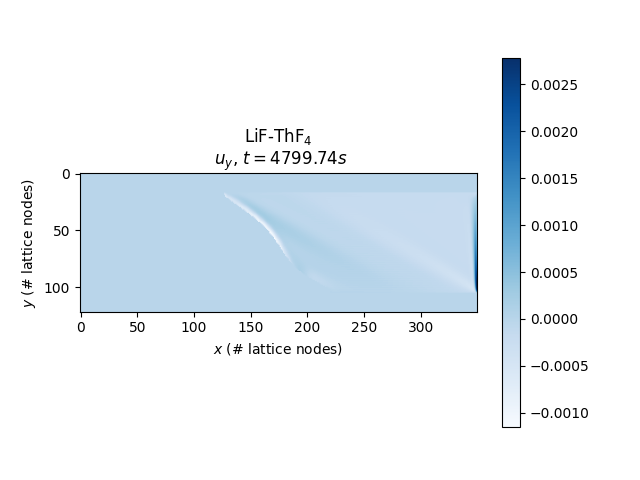 LiF-ThF₄
u_y, t = 4799.74s
0
50
100
y (# lattice nodes)
0 50 100 150 200 250 300
x (# lattice nodes)
0.0025
0.0020
0.0015
0.0010
0.0005
0.0000
−0.0005
−0.0010